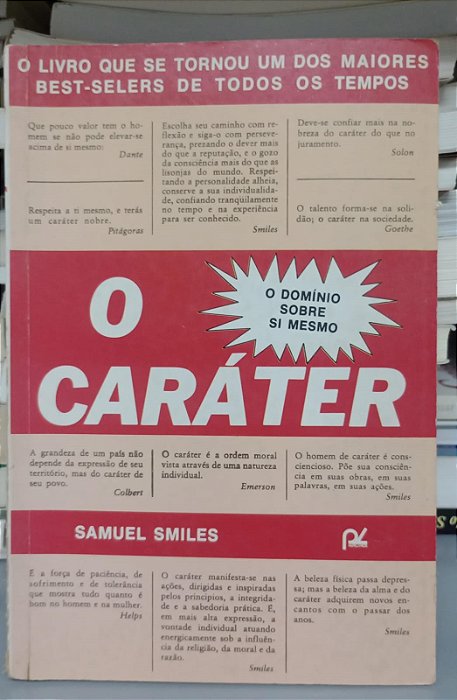 O LIVRO QUE SE TORNOU UM DOS MAIORES
BEST-SELERS DE TODOS OS TEMPOS
Que pouco valor tem o ho-
mem se não pode elevar-se
acima de si mesmo.
Dante
Respeita a ti mesmo, e terás
um caráter nobre.
Pitágoras
Escolha seu caminho com re-
flexão e siga-o com perseve-
rança, prezando o dever mais
do que a reputação, e o gozo
da consciência mais do que as
lisonjas do mundo. Respei-
tando a personalidade alheia,
conserve a sua individualida-
de, confiando tranqüilamente
no tempo e na experiência
para ser conhecido.
Smiles
Deve-se confiar mais na no-
breza do caráter do que no
juramento.
Solon
O talento forma-se na soli-
dão; o caráter na sociedade.
Goethe
O
CARÁTER
O DOMÍNIO
SOBRE
SI MESMO
A grandeza de um país não
depende da expressão de seu
território, mas do caráter de
seu povo.
Colbert
O caráter é a ordem moral
vista através de uma natureza
individual.
Emerson
O homem de caráter é cons-
ciencioso. Põe sua consciên-
cia em suas obras, em suas
palavras, em suas ações.
Smiles
SAMUEL SMILES
É a força de paciência, de
sofrimento e de tolerância
que mostra tudo quanto é
bom no homem e na mulher.
Helps
O caráter manifesta-se nas
ações, dirigidas e inspiradas
pelos princípios, a integrida-
de e a sabedoria prática. É,
em mais alta expressão, a
vontade individual atuando
energicamente sob a influên-
cia da religião, da moral e da
razão.
Smiles
A beleza física passa depres-
sa; mas a beleza da alma e do
caráter adquirem novos en-
cantos com o passar dos
anos.
Smiles